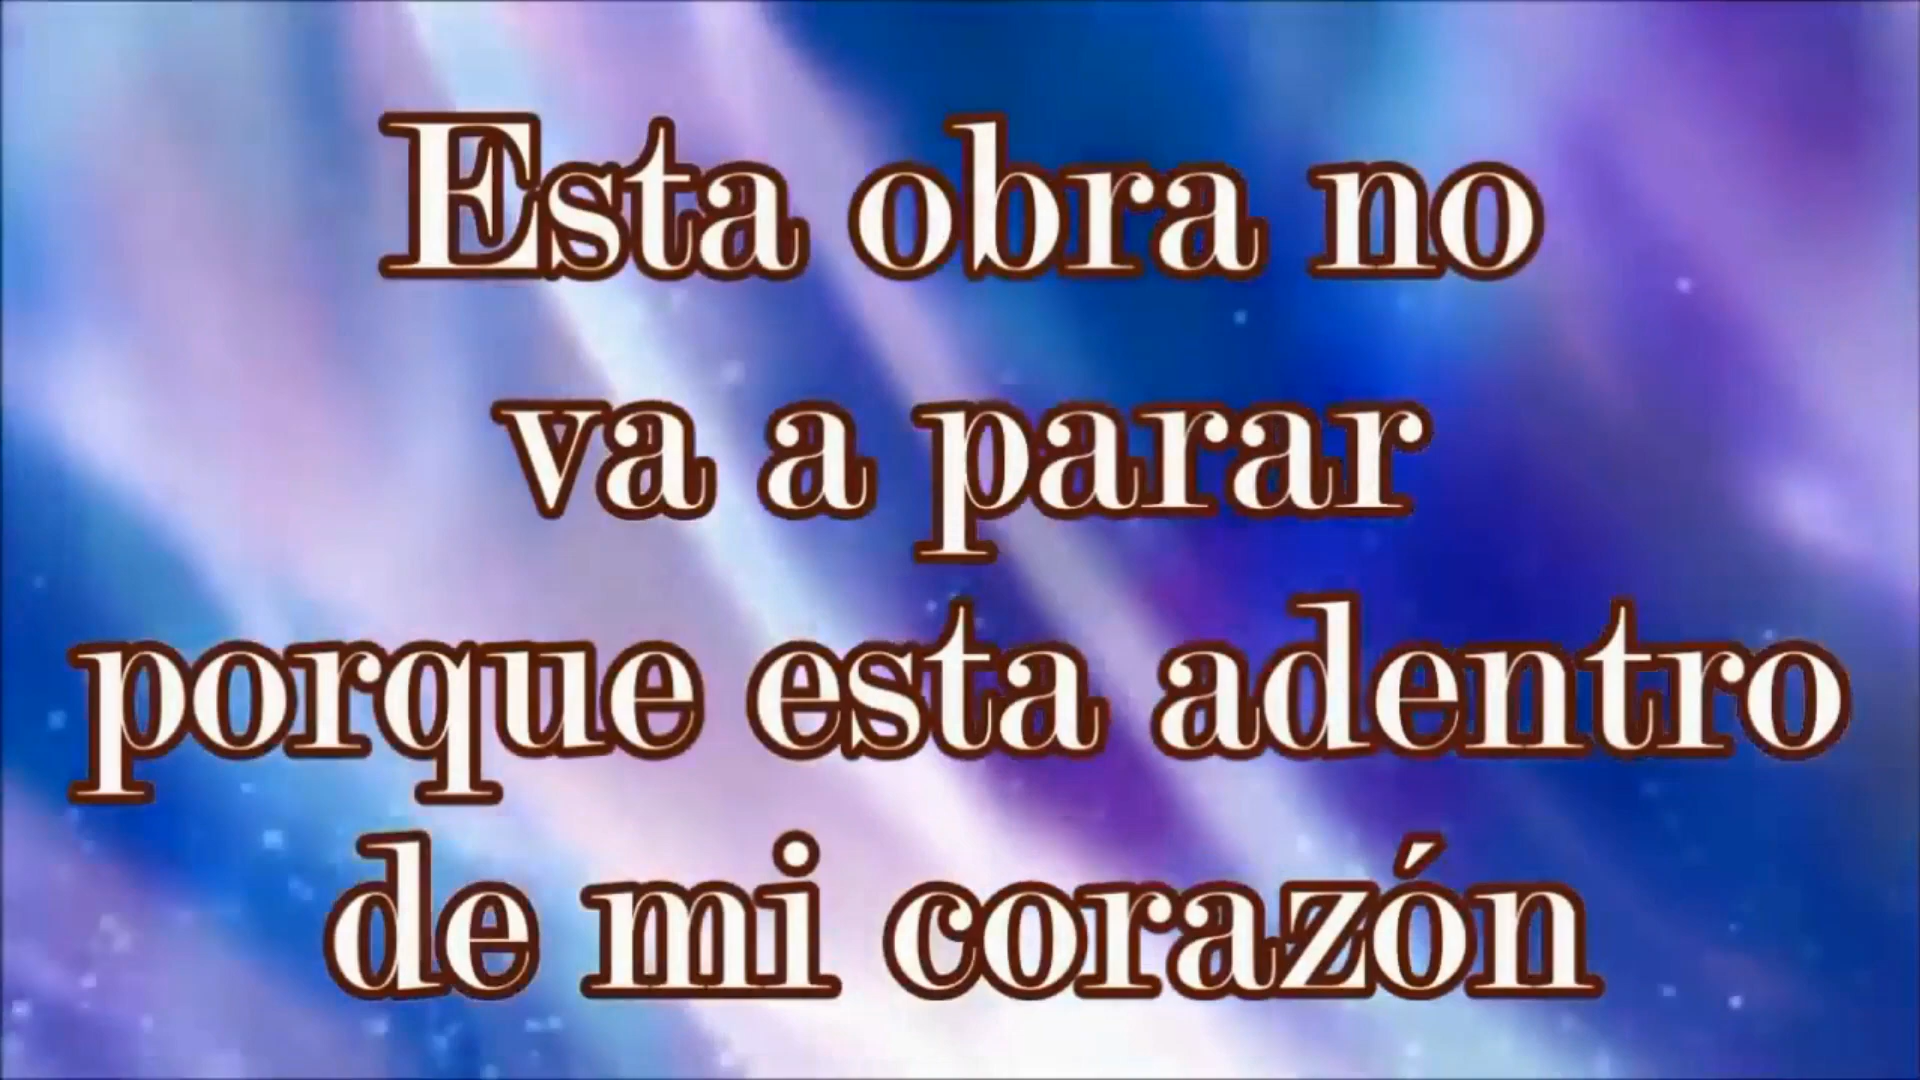 Esta obra no
va a parar
porque esta adentro
de mi corazón